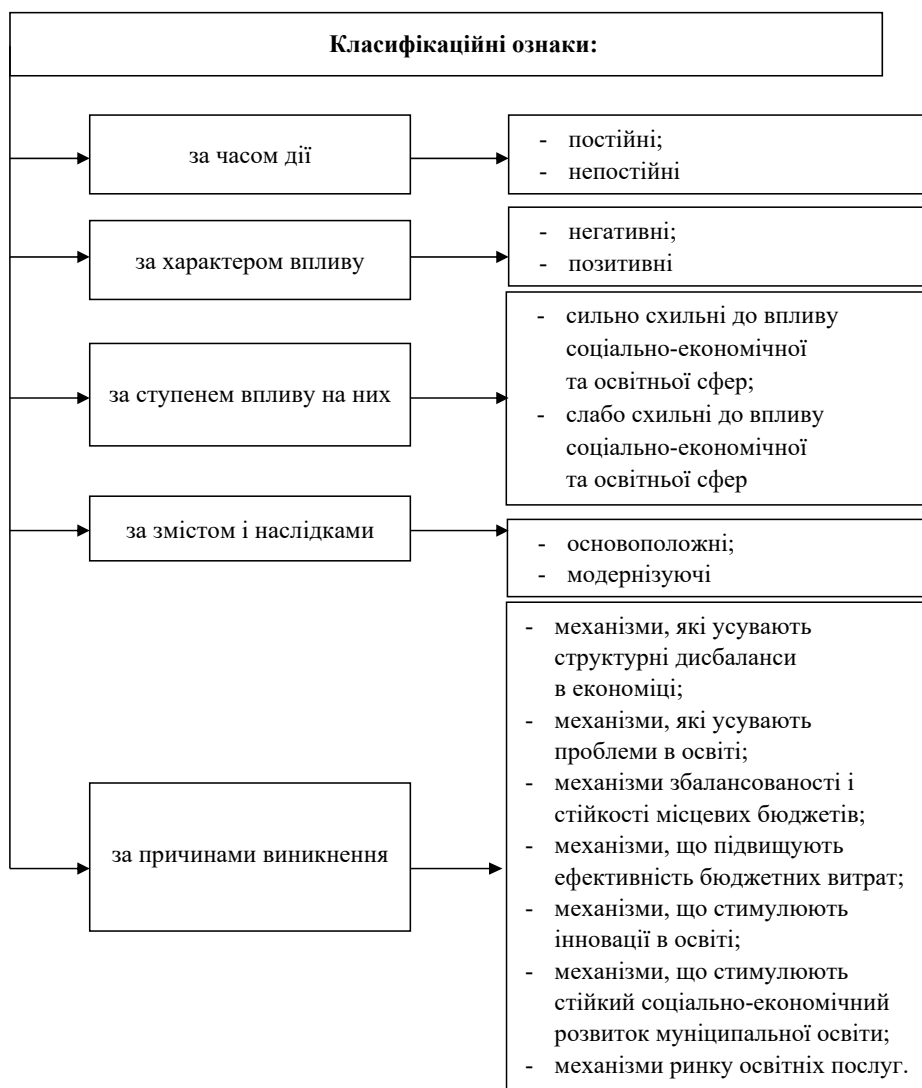 Класифікаційні ознаки:
за часом дії
- постійні;
- непостійні
за характером впливу
- негативні;
- позитивні
за ступенем впливу на них
- сильно схильні до впливу
соціально-економічної
та освітньої сфер;
- слабо схильні до впливу
соціально-економічної
та освітньої сфер
за змістом і наслідками
- основоположні;
- модернізуючі
за причинами виникнення
- механізми, які усувають
структурні дисбаланси
в економіці;
- механізми, які усувають
проблеми в освіті;
- механізми збалансованості і
стійкості місцевих бюджетів;
- механізми, що підвищують
ефективність бюджетних витрат;
- механізми, що стимулюють
інновації в освіті;
- механізми, що стимулюють
стійкий соціально-економічний
розвиток муніципальної освіти;
- механізми ринку освітніх послуг.